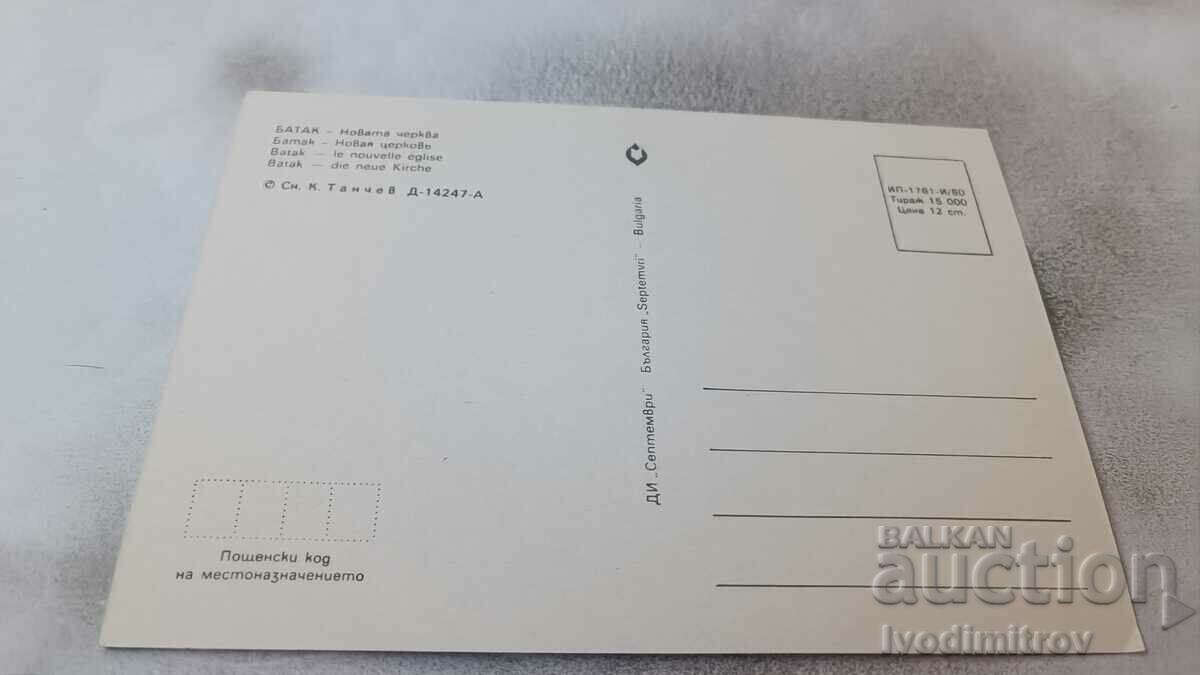 БАТАК – Новата черква
Батак – Новая церковь
Batak — le nouvelle église
Batak — die neue Kirche
© Сн. К. Танчев Д-14247-А
ДИ „Септември" България „Septemvri" – Bulgaria
ИП-1761-И/80
Тираж 15 000
Цена 12 ст.
Пощенски код
на местоназначението
BALKAN
auction
Ivodimitrov